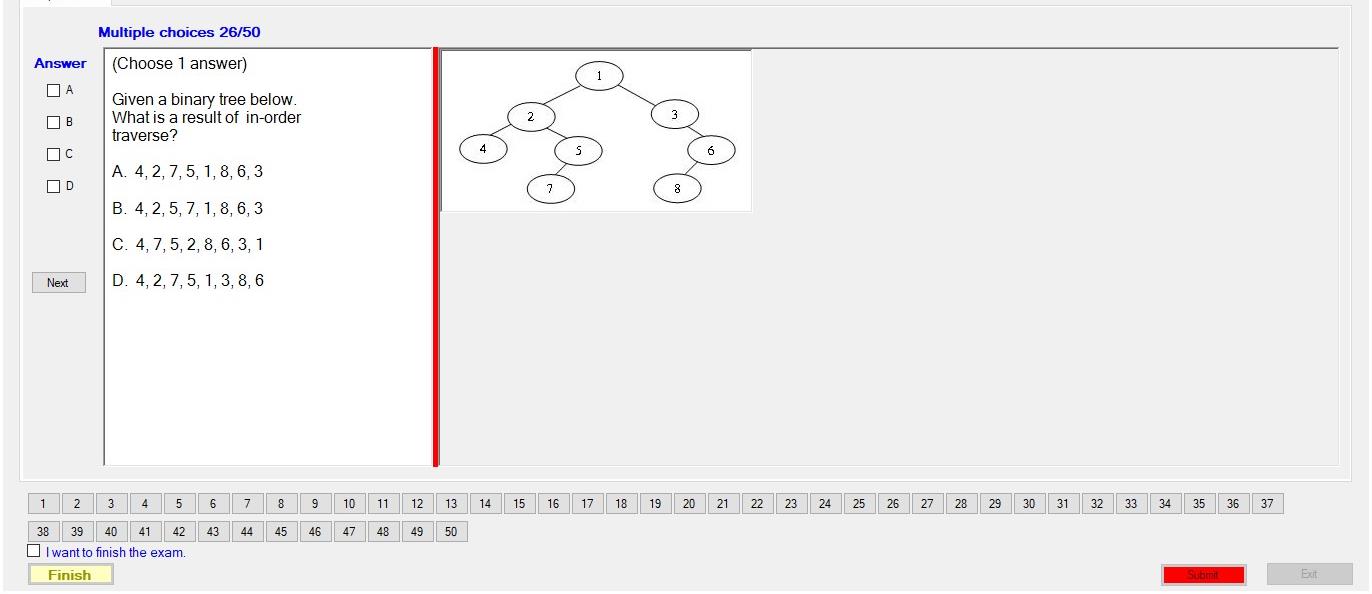 Multiple choices 26/50
Answer
A
B
C
D
Next
(Choose 1 answer)
Given a binary tree below.
What is a result of in-order
traverse?
A. 4, 2, 7, 5, 1, 8, 6, 3
B. 4, 2, 5, 7, 1, 8, 6, 3
C. 4, 7, 5, 2, 8, 6, 3, 1
D. 4, 2, 7, 5, 1, 3, 8, 6
1
2 3
4 5 6
7 8
1 2 3 4 5 6 7 8 9 10 11 12 13 14 15 16 17 18 19 20 21 22 23 24 25 26 27 28 29 30 31 32 33 34 35 36 37
38 39 40 41 42 43 44 45 46 47 48 49 50
I want to finish the exam.
Finish
Submit
Exit